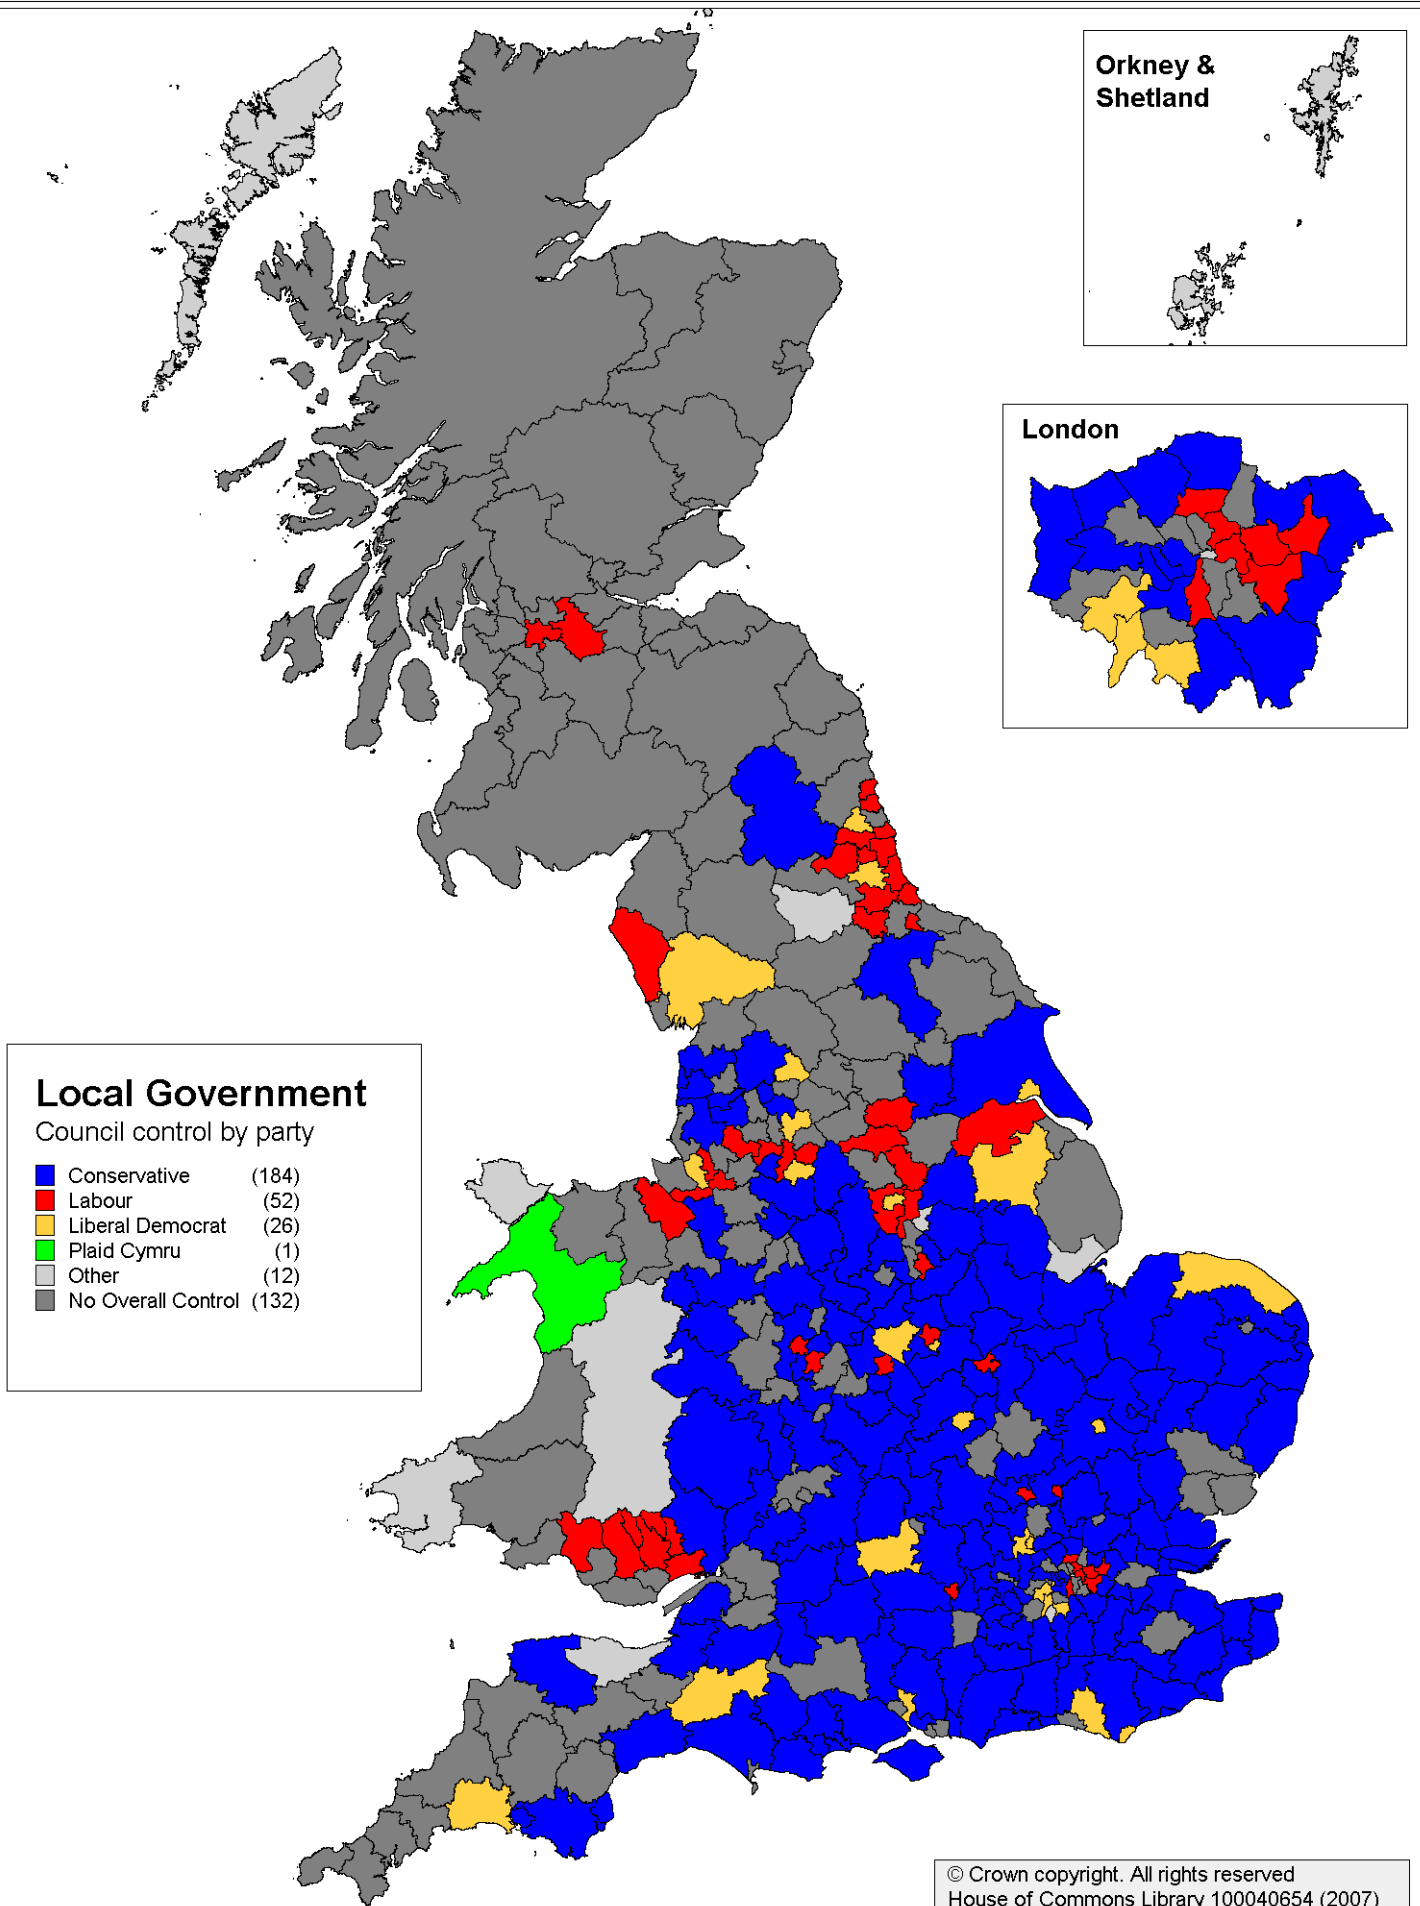 Orkney &
Shetland
London
Local Government
Council control by party
Conservative (184)
Labour (52)
Liberal Democrat (26)
Plaid Cymru (1)
Other (12)
No Overall Control (132)
© Crown copyright. All rights reserved
House of Commons Library 100040654 (2007)